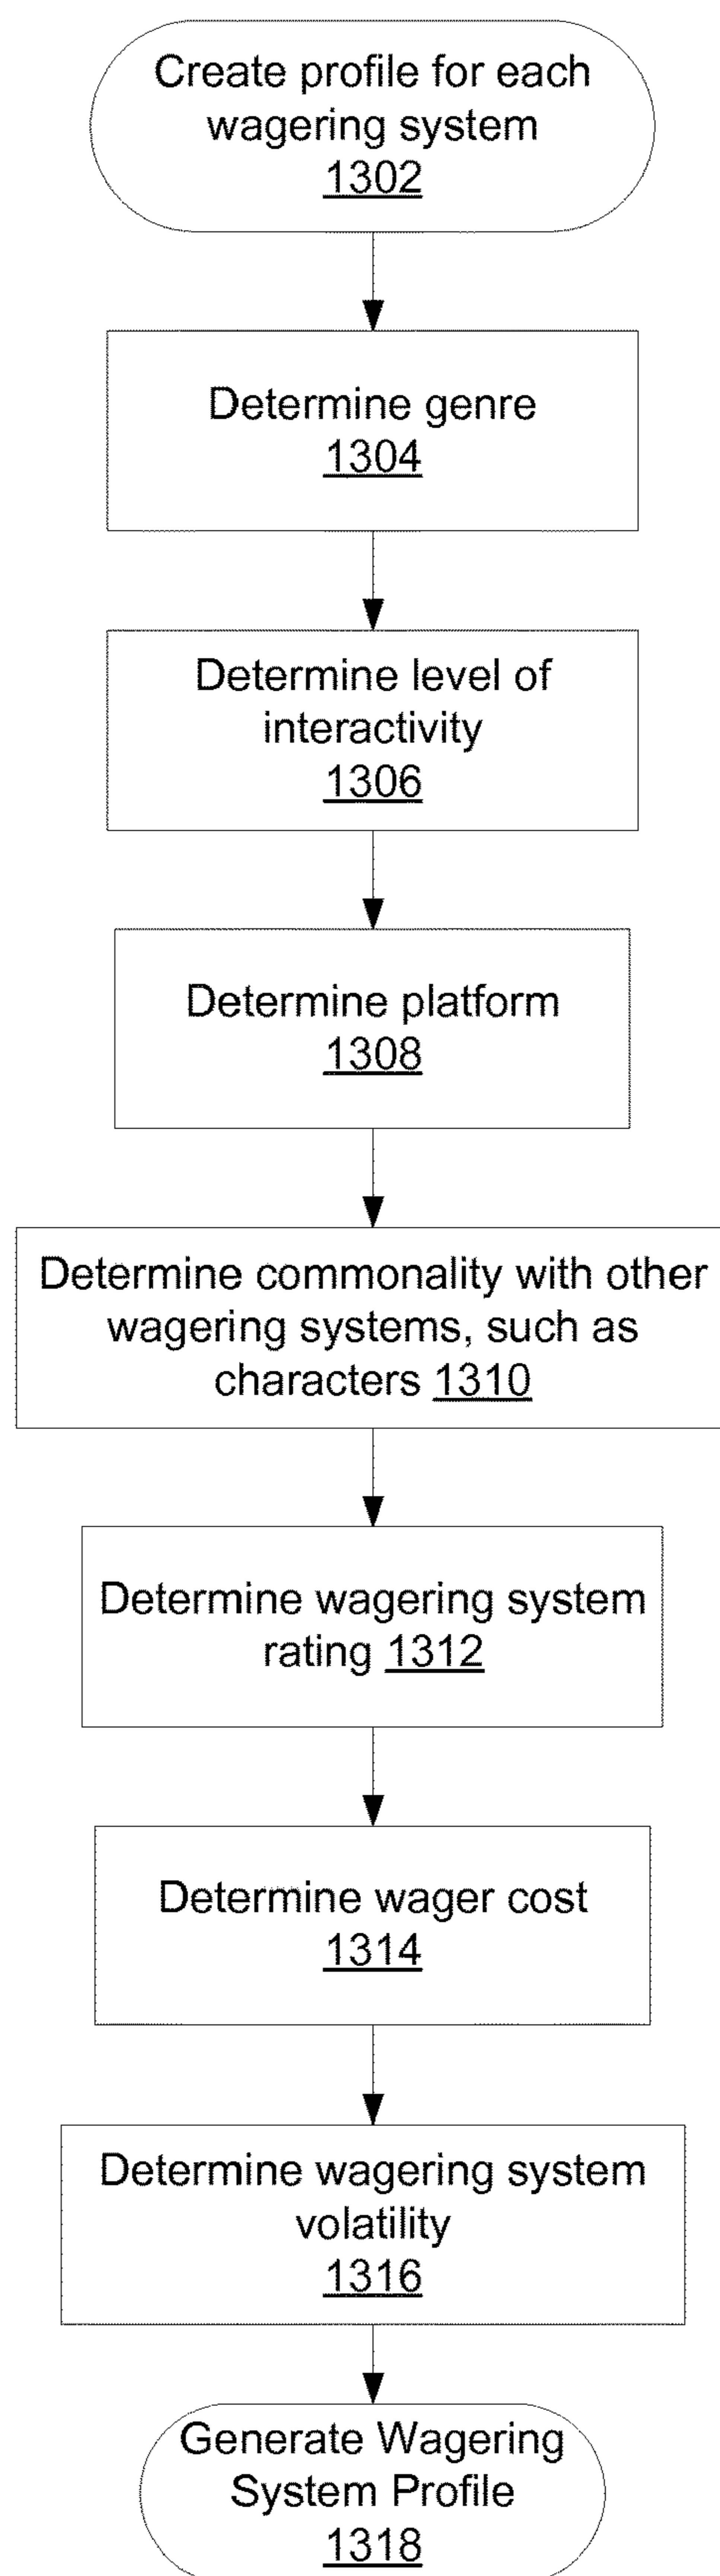 Create profile for each
wagering system
1302
Determine genre
1304
Determine level of
interactivity
1306
Determine platform
1308
Determine commonality with other
wagering systems, such as
characters 1310
Determine wagering system
rating 1312
Determine wager cost
1314
Determine wagering system
volatility
1316
Generate Wagering
System Profile
1318